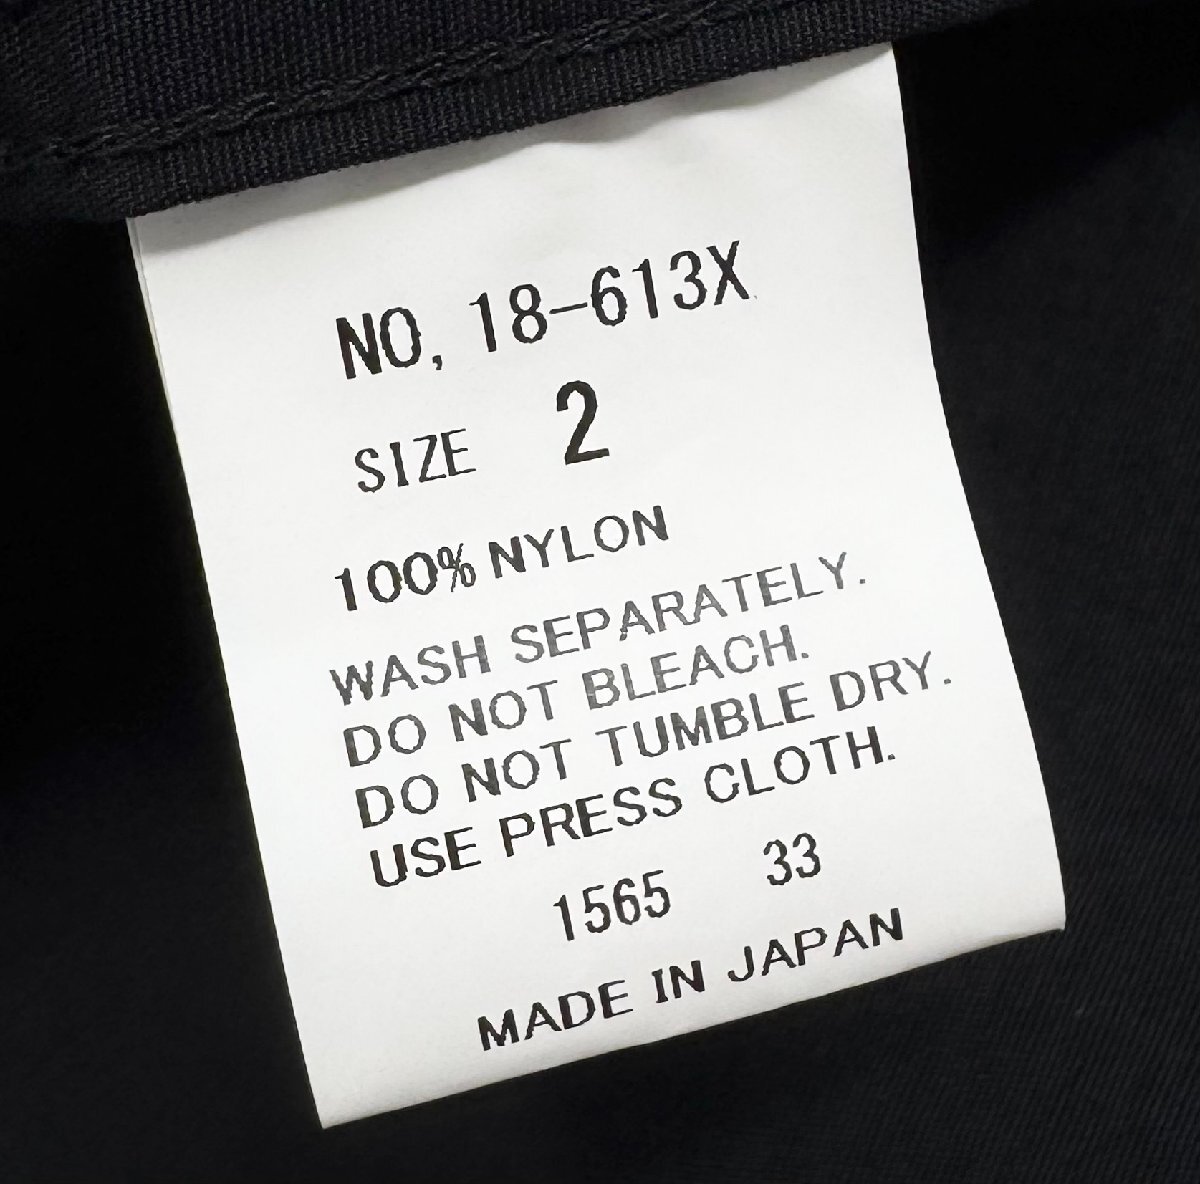 NO, 18-613X
SIZE 2
100% NYLON
WASH SEPARATELY.
DO NOT BLEACH.
DO NOT TUMBLE DRY.
USE PRESS CLOTH.
1565 33
MADE IN JAPAN